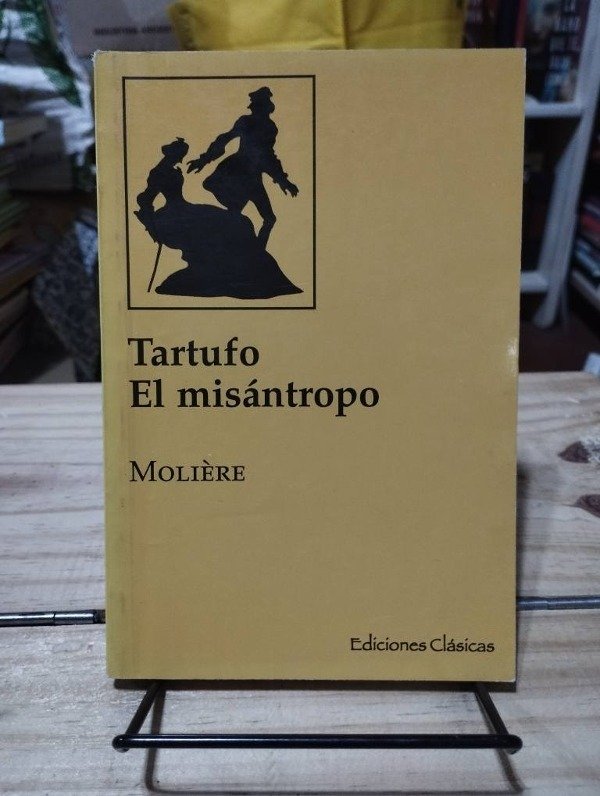 Tartufo
El misántropo
MOLIÈRE
Ediciones Clásicas